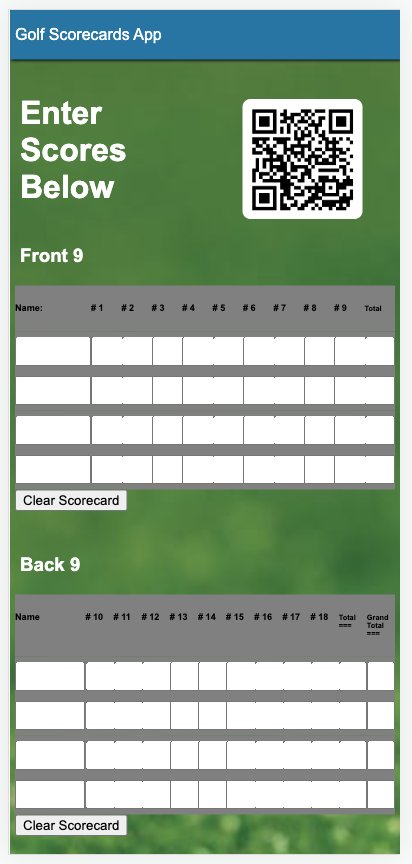 Golf Scorecards App
Enter
Scores
Below
Front 9
Name: # 1 # 2 # 3 # 4 # 5 # 6 # 7 # 8 # 9 Total
Clear Scorecard
Back 9
Name # 10 # 11 # 12 # 13 # 14 # 15 # 16 # 17 # 18 Total Grand
=== Total
===
Clear Scorecard